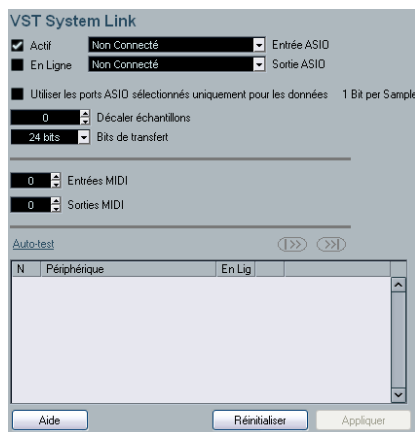 VST System Link
Actif Non Connecté Entrée ASIO
En Ligne Non Connecté Sortie ASIO
Utiliser les ports ASIO sélectionnés uniquement pour les données 1 Bit per Sample
0 Décaler échantillons
24 bits Bits de transfert
0 Entrées MIDI
0 Sorties MIDI
Auto-test
N Périphérique En Lig
Aide Réinitialiser Appliquer